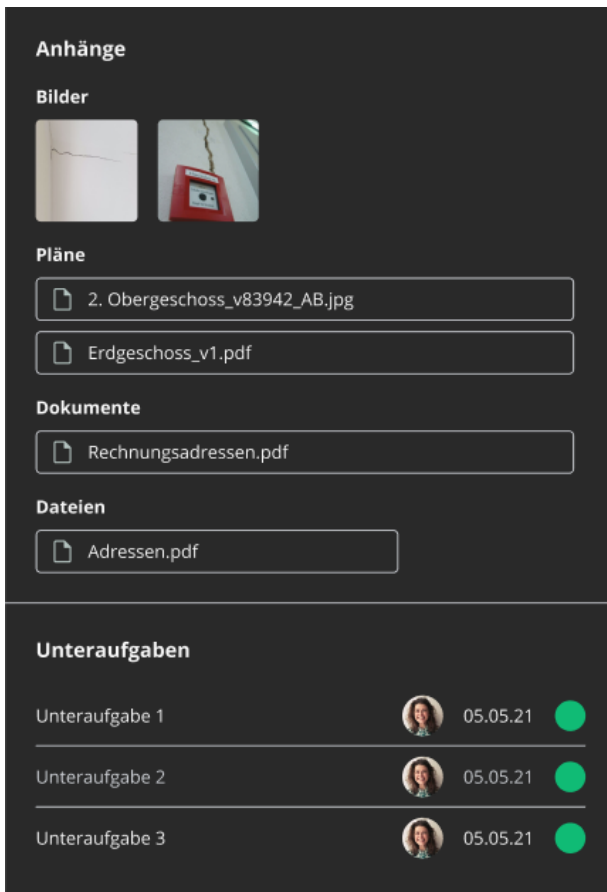 Anhänge
Bilder
Pläne
2. Obergeschoss_v83942_AB.jpg
Erdgeschoss_v1.pdf
Dokumente
Rechnungsadressen.pdf
Dateien
Adressen.pdf
Unteraufgaben
Unteraufgabe 1 05.05.21
Unteraufgabe 2 05.05.21
Unteraufgabe 3 05.05.21